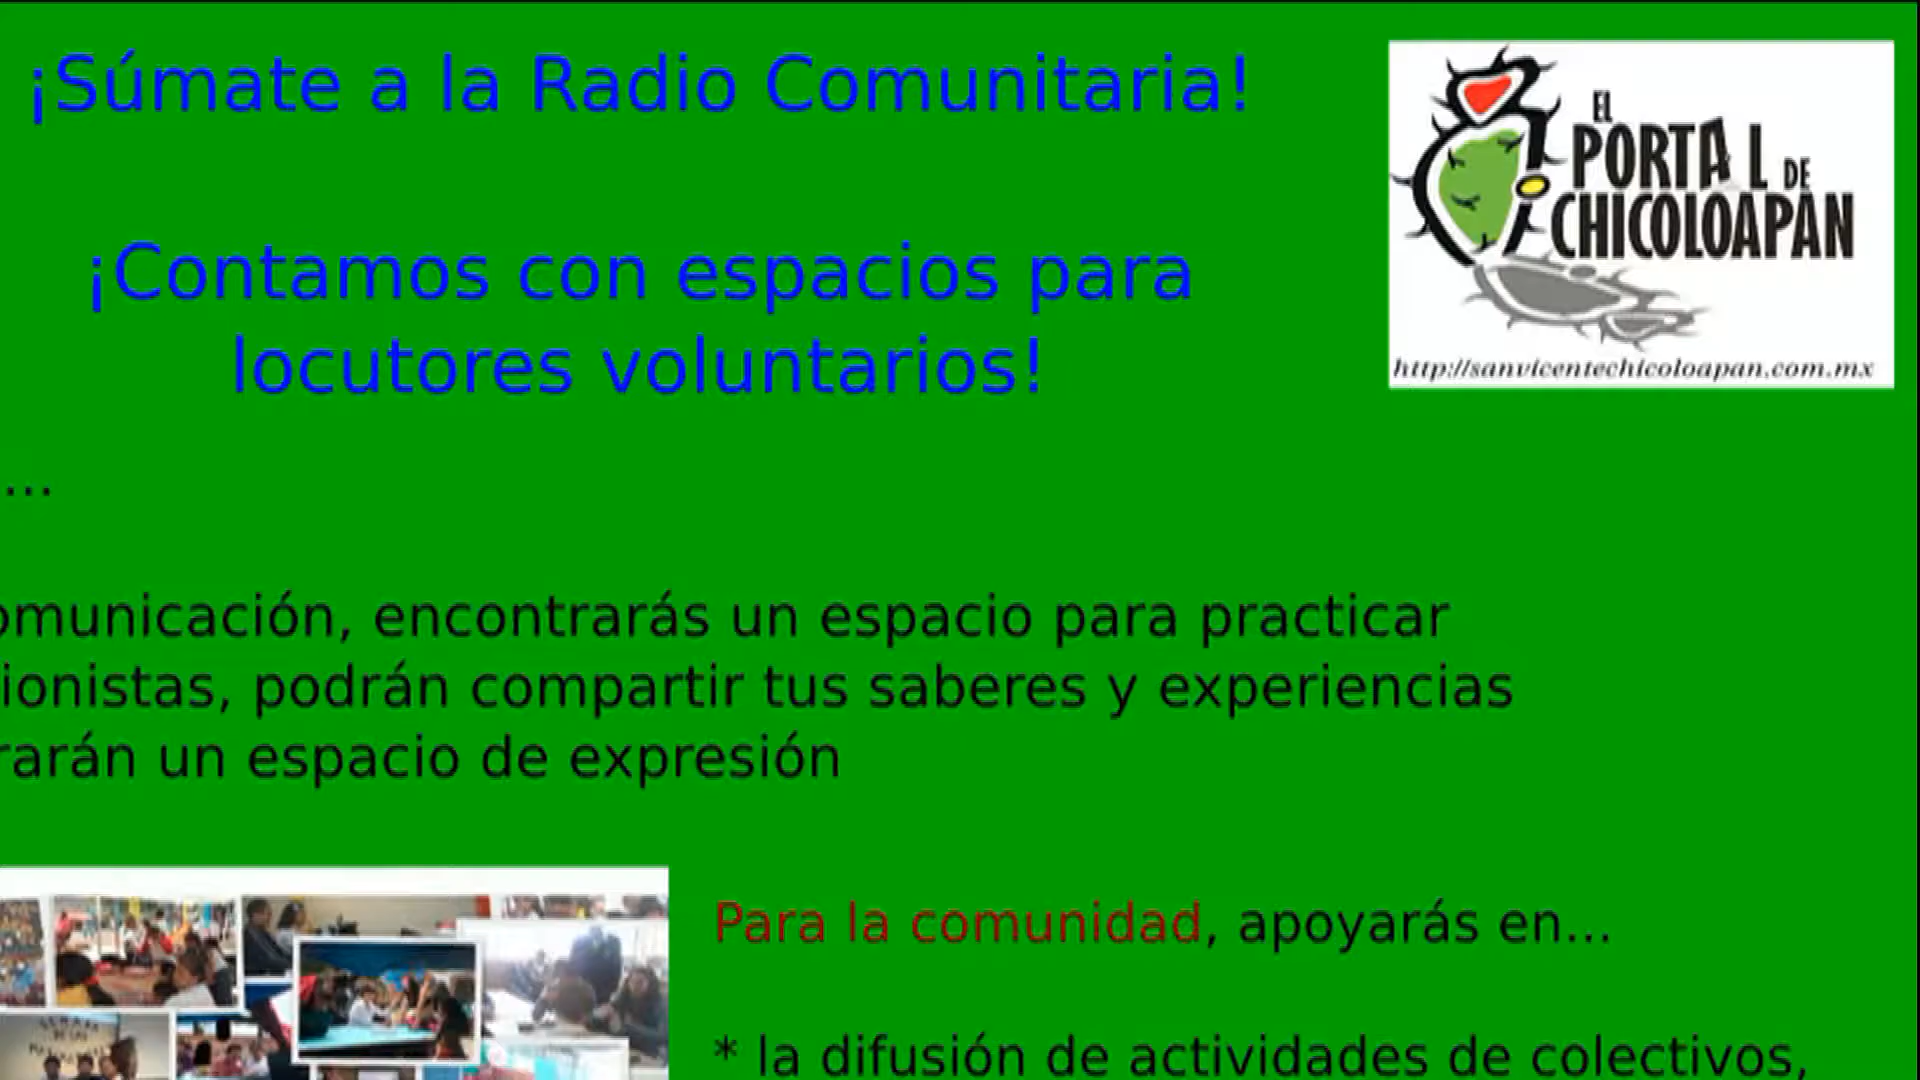 ¡Súmate a la Radio Comunitaria!
EL
PORTAL DE
CHICOLOAPAN
¡Contamos con espacios para
locutores voluntarios!
http://sanvicentechicoloapan.com.mx
...
omunicación, encontrarás un espacio para practicar
ionistas, podrán compartir tus saberes y experiencias
rarán un espacio de expresión
Para la comunidad, apoyarás en...
* la difusión de actividades de colectivos,